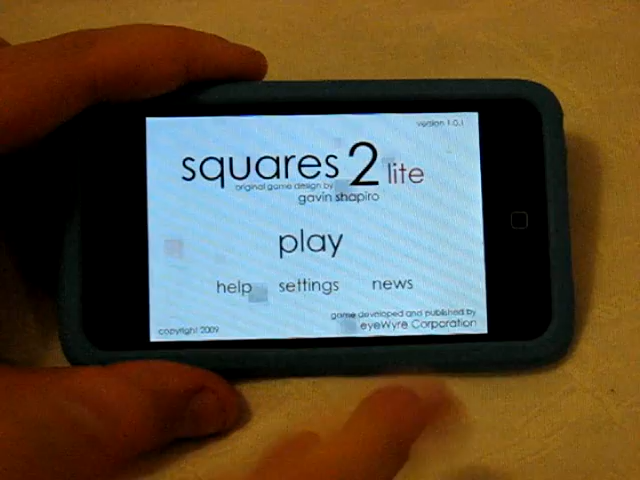 version 1.0.1
squares 2 lite
original game design by
gavin shapiro
play
help settings news
game developed and published by
eyeWyre Corporation
copyright 2009